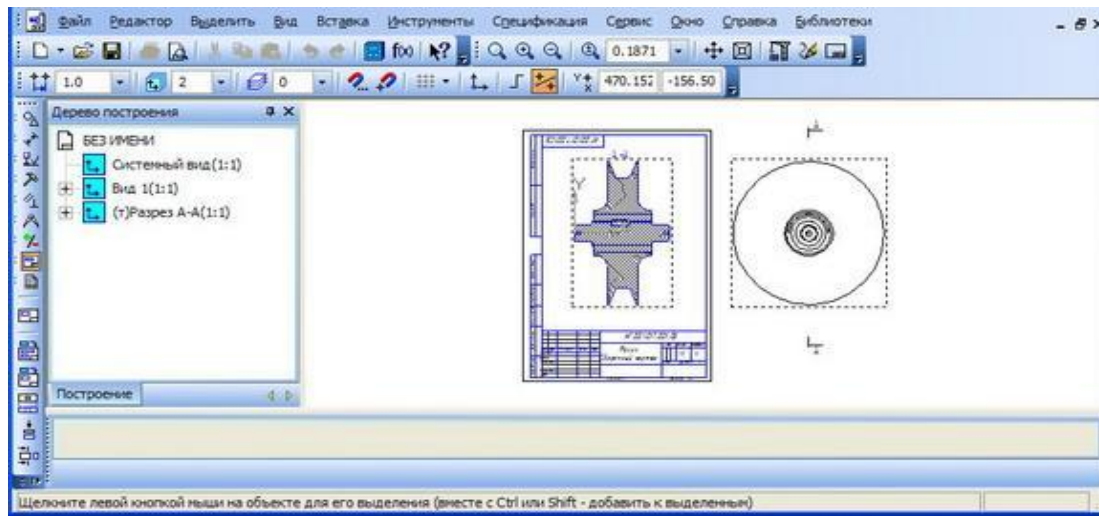 Файл Редактор Выделить Вид Вставка Инструменты Спецификация Сервис Окно Справка Библиотеки
f(x) 0.1871
1.0 2 0 470.152 -156.50
Дерево построения
БЕЗ ИМЕНИ
Системный вид(1:1)
Вид 1(1:1)
(т)Разрез А-А(1:1)
Построение
Щелкните левой кнопкой мыши на объекте для его выделения (вместе с Ctrl или Shift - добавить к выделенным)